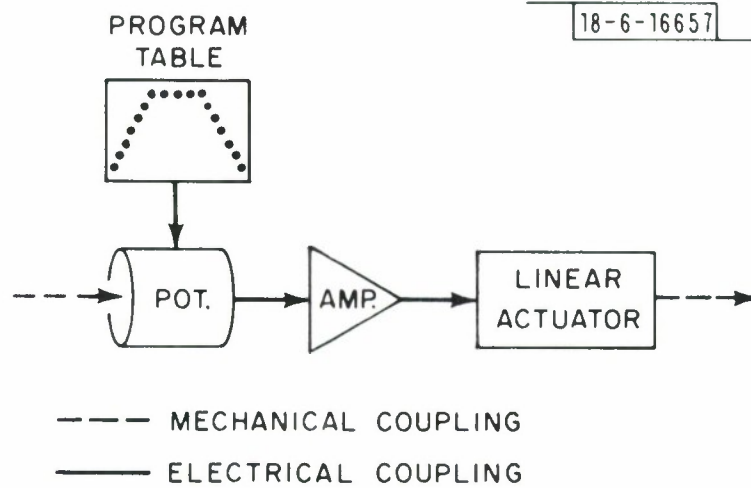 18-6-16657
PROGRAM
TABLE
POT.
AMP.
LINEAR
ACTUATOR
MECHANICAL COUPLING
ELECTRICAL COUPLING